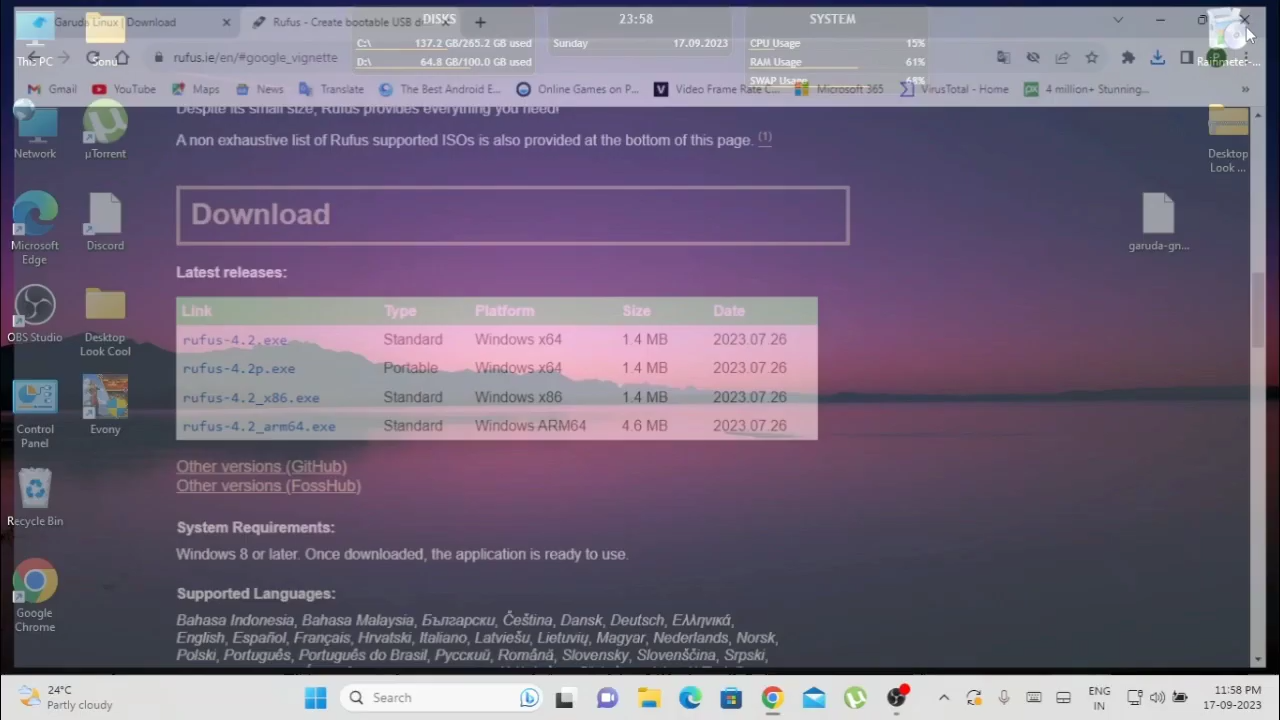 Garuda Linux | Download
Rufus - Create bootable USB d
DISKS
C:\ 137.2 GB/265.2 GB used
D:\ 64.8 GB/100.0 GB used
23:58
Sunday 17.09.2023
SYSTEM
CPU Usage 15%
RAM Usage 61%
SWAP Usage 68%
This PC
Sonu
rufus.ie/en/#google_vignette
Rainmeter-...
Gmail
YouTube
Maps
News
Translate
The Best Android E...
Online Games on P...
Video Frame Rate C...
Microsoft 365
VirusTotal - Home
4 million+ Stunning...
Despite its small size, Rufus provides everything you need!
A non exhaustive list of Rufus supported ISOs is also provided at the bottom of this page. (1)
Download
Latest releases:
Link Type Platform Size Date
rufus-4.2.exe Standard Windows x64 1.4 MB 2023.07.26
rufus-4.2p.exe Portable Windows x64 1.4 MB 2023.07.26
rufus-4.2_x86.exe Standard Windows x86 1.4 MB 2023.07.26
rufus-4.2_arm64.exe Standard Windows ARM64 4.6 MB 2023.07.26
Other versions (GitHub)
Other versions (FossHub)
System Requirements:
Windows 8 or later. Once downloaded, the application is ready to use.
Supported Languages:
Bahasa Indonesia, Bahasa Malaysia, Български, Čeština, Dansk, Deutsch, Ελληνικά,
English, Español, Français, Hrvatski, Italiano, Latviešu, Lietuvių, Magyar, Nederlands, Norsk,
Polski, Português, Português do Brasil, Русский, Română, Slovensky, Slovenščina, Srpski,
Network
µTorrent
Microsoft
Edge
Discord
OBS Studio
Desktop
Look Cool
Control
Panel
Evony
Recycle Bin
Google
Chrome
Desktop
Look ...
garuda-gn...
24°C
Partly cloudy
Search
ENG
IN
11:58 PM
17-09-2023